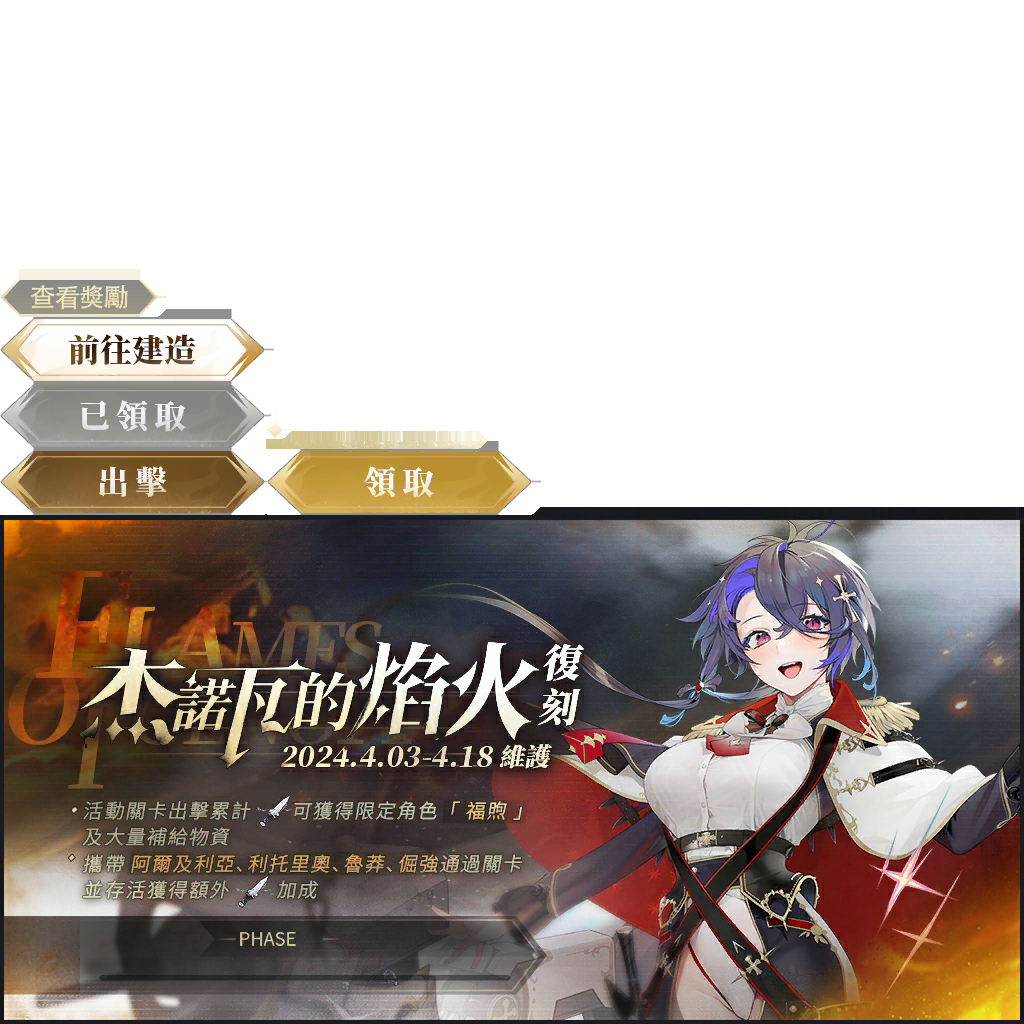 查看獎勵
前往建造
已領取
出擊
領取
FLAMES
OF
杰諾瓦的焰火
復刻
2024.4.03-4.18 維護
・活動關卡出擊累計 可獲得限定角色「福煦」
及大量補給物資
攜帶 阿爾及利亞、利托里奧、魯莽、倔強通過關卡
並存活獲得額外 加成
PHASE